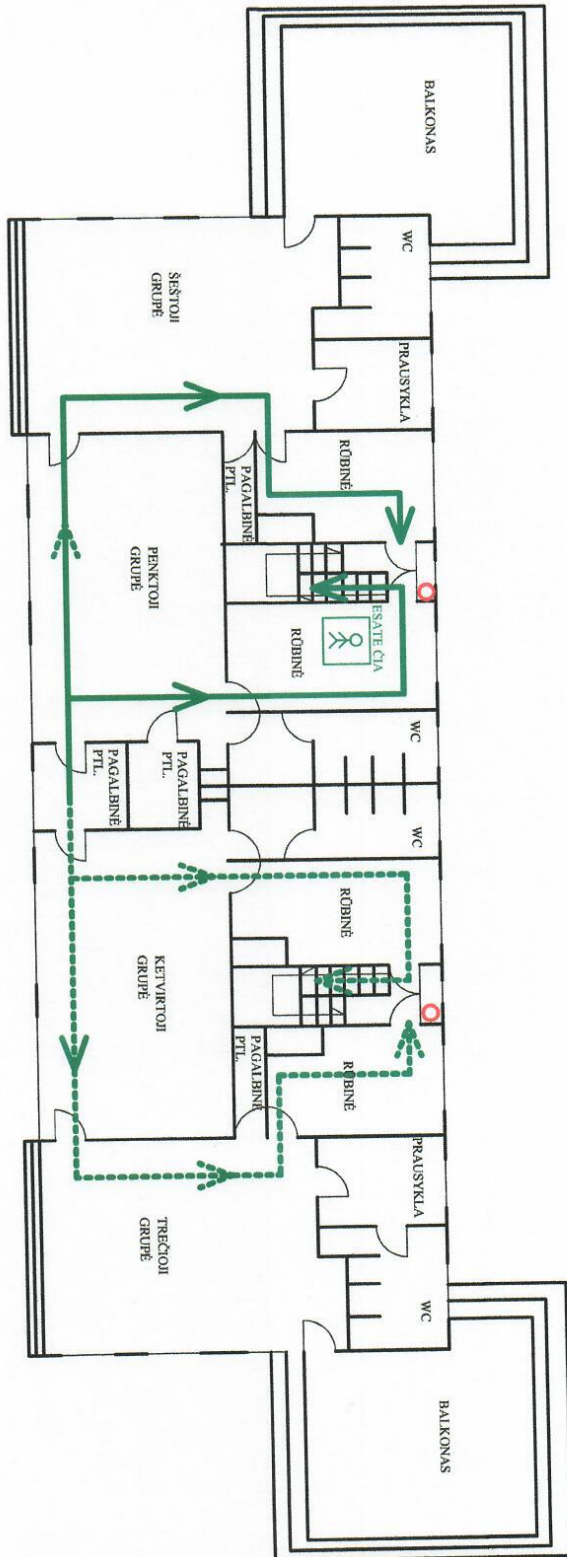 BALKONAS
WC
PRAUSYKLA
RŪBINĖ
ŠEŠTOJI
GRUPĖ
PAGALBINĖ
PTL.
PENKTOJI
GRUPĖ
ESATE ČIA
RŪBINĖ
WC
PAGALBINĖ
PTL.
PAGALBINĖ
PTL.
WC
RŪBINĖ
KETVIRTOJI
GRUPĖ
PAGALBINĖ
PTL.
RŪBINĖ
PRAUSYKLA
WC
TREČIOJI
GRUPĖ
BALKONAS